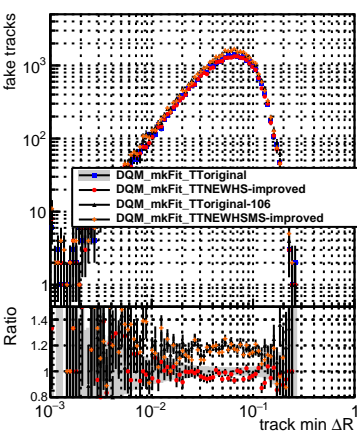 fake tracks
10³
10²
10
1
DQM_mkFit_TToriginal
DQM_mkFit_TTNEWHS-improved
DQM_mkFit_TToriginal-106
DQM_mkFit_TTNEWHSMS-improved
Ratio
1.4
1.2
1
0.8
10⁻³ 10⁻² 10⁻¹ 1
track min ΔR